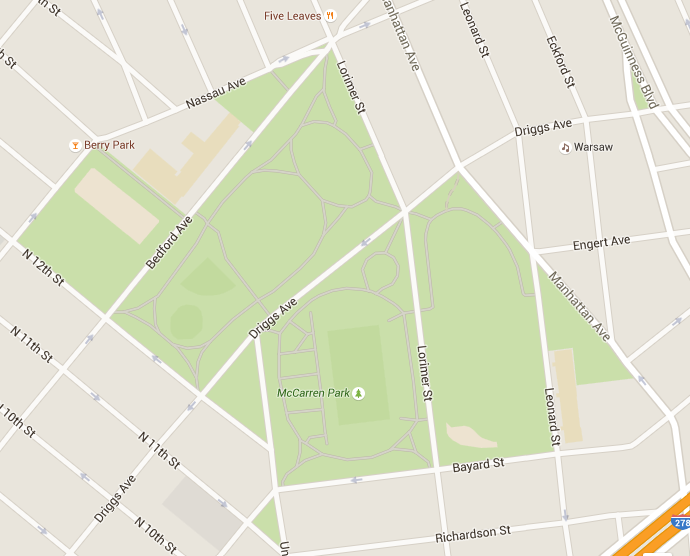 Five Leaves
Manhattan Ave
Leonard St
Eckford St
McGuinness Blvd
Lorimer St
Nassau Ave
Driggs Ave
Berry Park
Warsaw
Bedford Ave
N 12th St
Engert Ave
Manhattan Ave
Driggs Ave
N 11th St
McCarren Park
Lorimer St
Leonard St
N 11th St
Bayard St
Driggs Ave
N 10th St
Richardson St
278